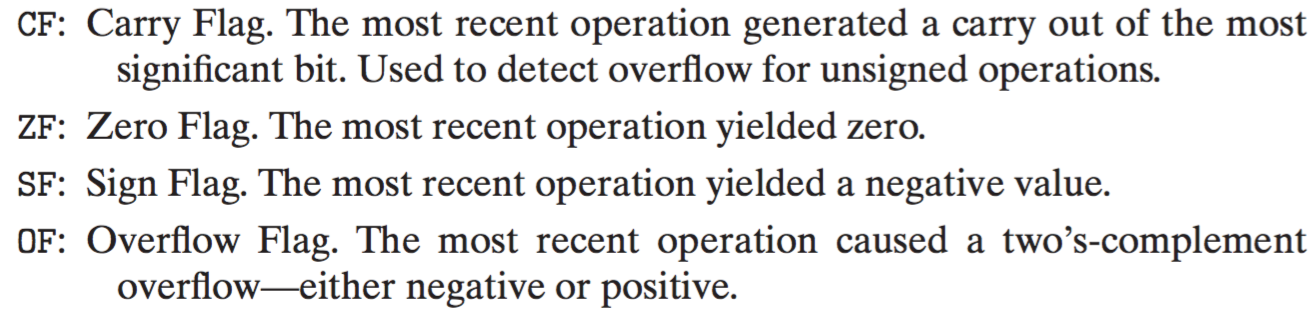 CF: Carry Flag. The most recent operation generated a carry out of the most
significant bit. Used to detect overflow for unsigned operations.
ZF: Zero Flag. The most recent operation yielded zero.
SF: Sign Flag. The most recent operation yielded a negative value.
OF: Overflow Flag. The most recent operation caused a two’s-complement
overflow—either negative or positive.